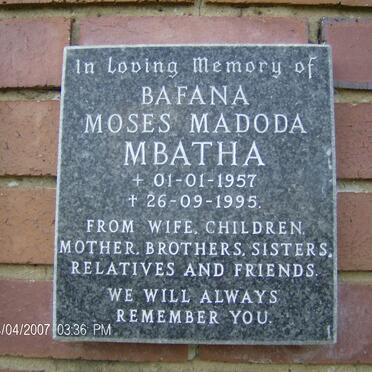 In Loving Memory of
BAFANA
MOSES MADODA
MBATHA
+ 01-01-1957
† 26-09-1995.
FROM WIFE, CHILDREN,
MOTHER, BROTHERS, SISTERS,
RELATIVES AND FRIENDS.
WE WILL ALWAYS
REMEMBER YOU.
/04/2007 03:36 PM